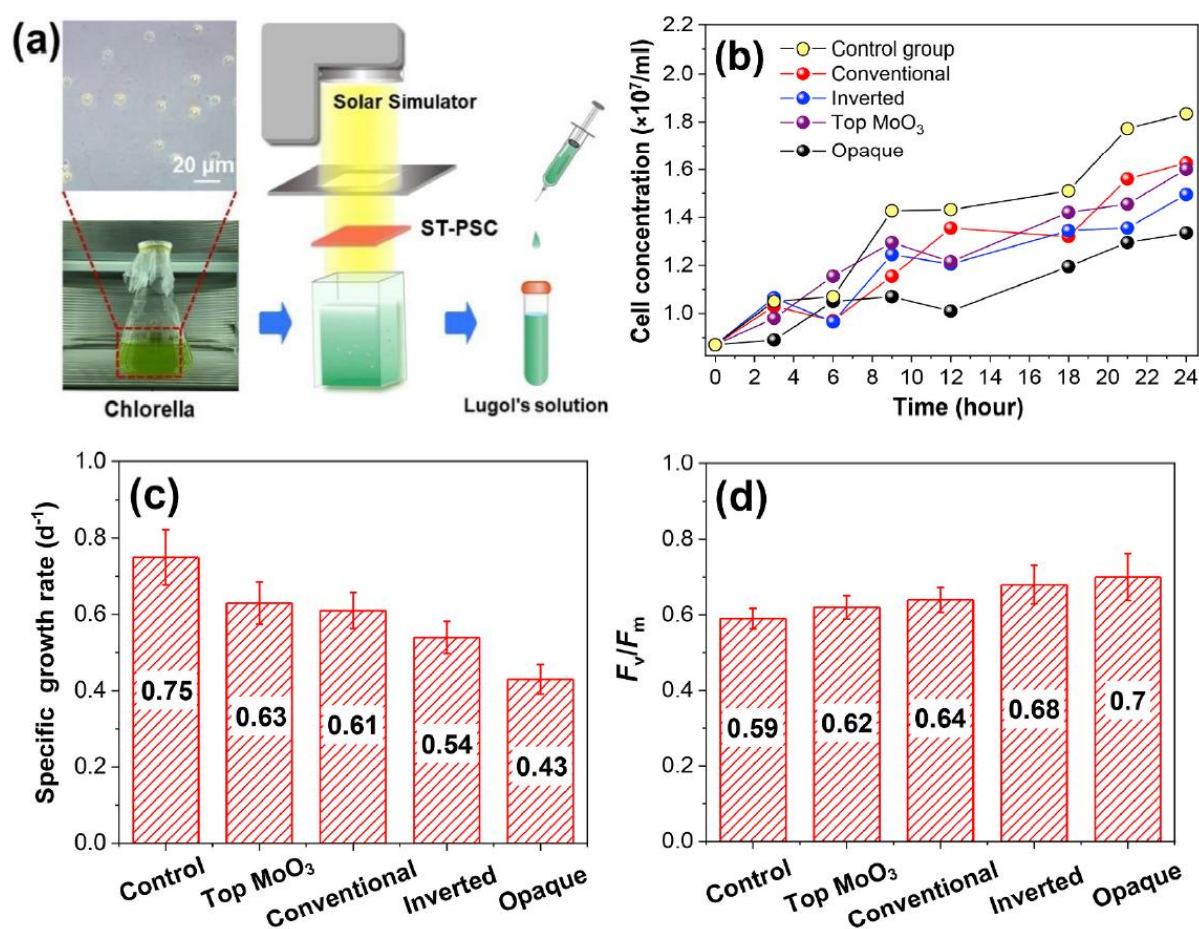 (a)
20 μm
Solar Simulator
ST-PSC
Chlorella
Lugol's solution
(b)
Control group
Conventional
Inverted
Top MoO₃
Opaque
Cell concentration (×10⁷/ml)
2.2
2.0
1.8
1.6
1.4
1.2
1.0
0 2 4 6 8 10 12 14 16 18 20 22 24
Time (hour)
(c)
Specific growth rate (d⁻¹)
1.0
0.8
0.6
0.4
0.2
0.0
0.75
0.63
0.61
0.54
0.43
Control
Top MoO₃
Conventional
Inverted
Opaque
(d)
Fᵥ/Fₘ
1.0
0.8
0.6
0.4
0.2
0.0
0.59
0.62
0.64
0.68
0.7
Control
Top MoO₃
Conventional
Inverted
Opaque